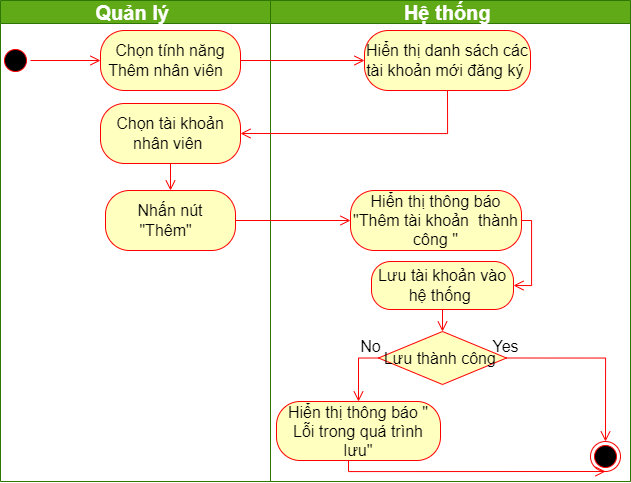 Quản lý
Hệ thống
Chọn tính năng
Thêm nhân viên
Hiển thị danh sách các
tài khoản mới đăng ký
Chọn tài khoản
nhân viên
Nhấn nút
"Thêm"
Hiển thị thông báo
"Thêm tài khoản thành
công "
Lưu tài khoản vào
hệ thống
No
Lưu thành công
Yes
Hiển thị thông báo "
Lỗi trong quá trình
lưu"